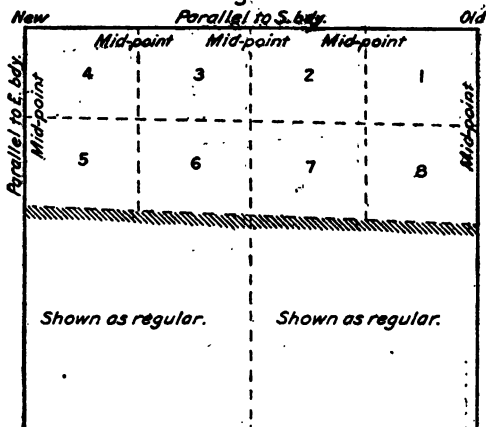 New Parallel to S. bdy. Old
Mid-point Mid-point Mid-point
Parallel to E. bdy.
Mid-point
Mid-point
4 3 2 1
5 6 7 8
Shown as regular. Shown as regular.